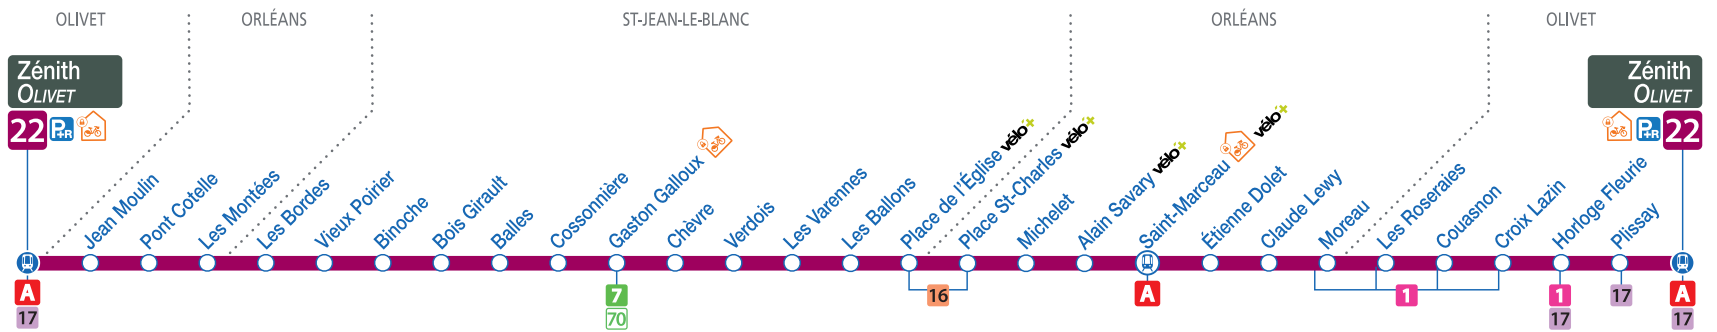 OLIVET
ORLÉANS
ST-JEAN-LE-BLANC
ORLÉANS
OLIVET
Zénith
OLIVET
22
P+R
Zénith
OLIVET
P+R
22
Jean Moulin
Pont Cotelle
Les Montées
Les Bordes
Vieux Poirier
Binoche
Bois Girault
Balles
Cossonnière
Gaston Galloux
Chèvre
Verdois
Les Varennes
Les Ballons
Place de l'Église vélo+
Place St-Charles vélo+
Michelet
Alain Savary vélo+
Saint-Marceau vélo+
Étienne Dolet
Claude Lewy
Moreau
Les Roseraies
Couasnon
Croix Lazin
Horloge Fleurie
Plissay
A
17
7
70
16
A
1
1
17
17
A
17